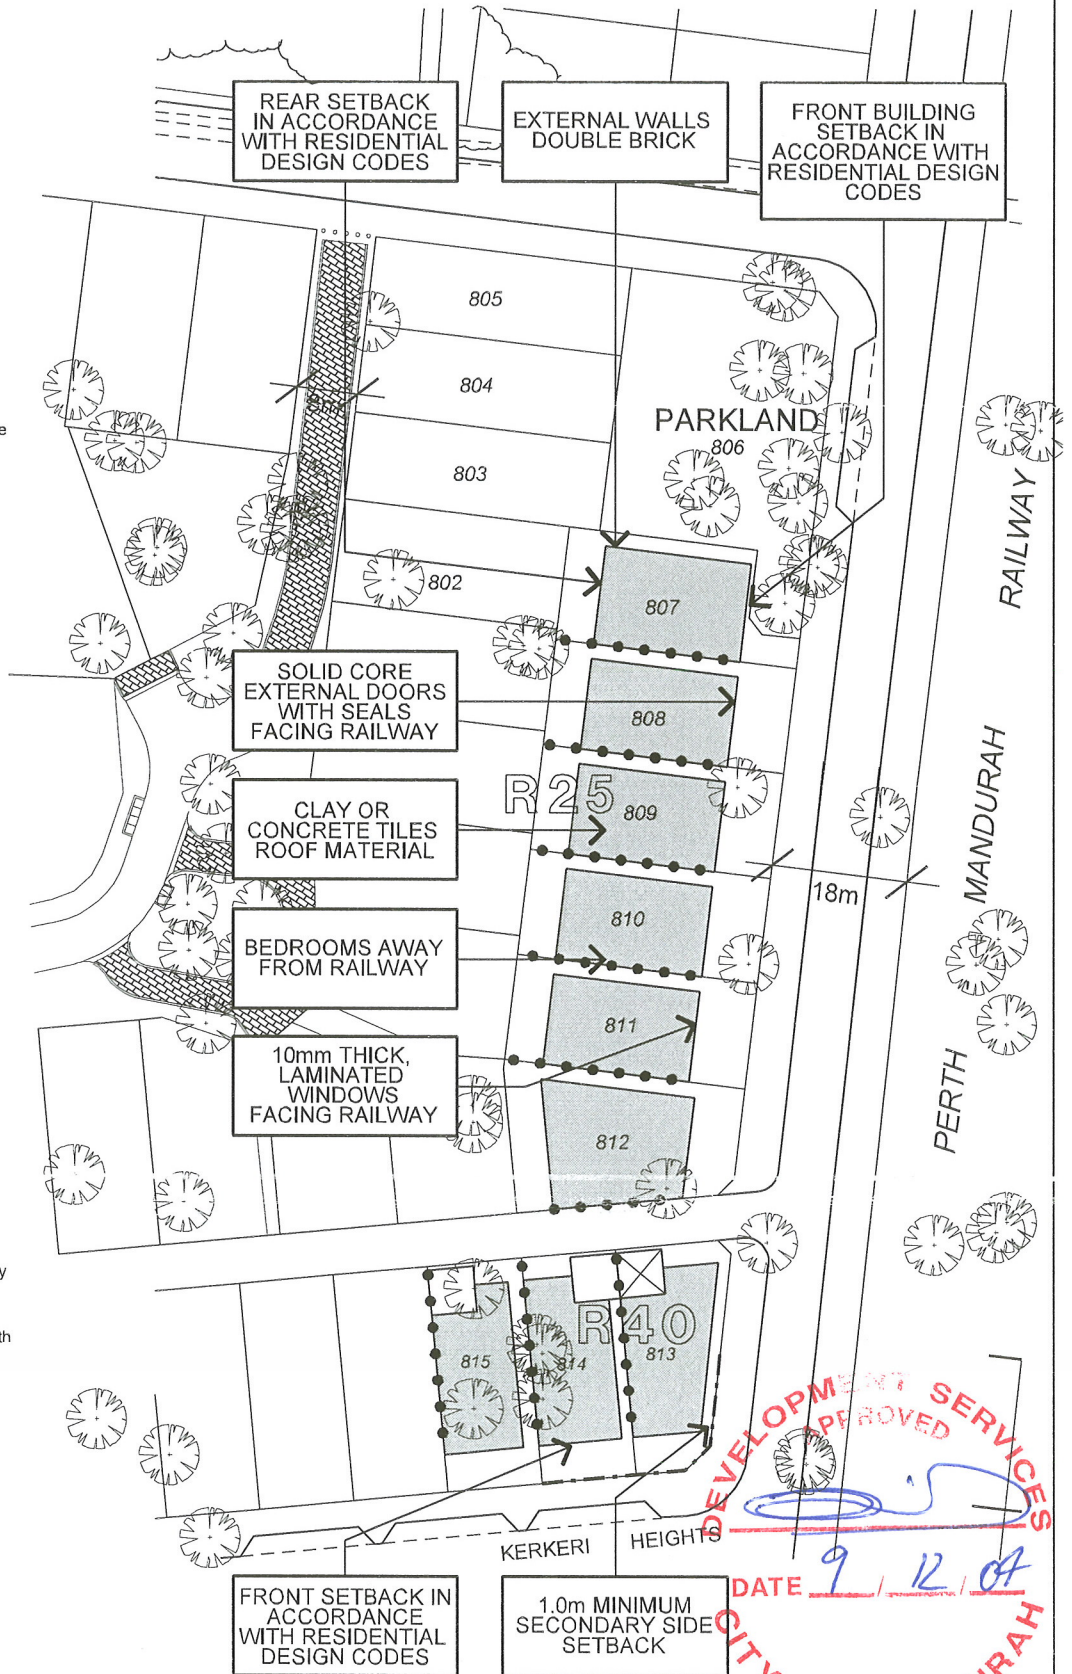 REAR SETBACK
IN ACCORDANCE
WITH RESIDENTIAL
DESIGN CODES
EXTERNAL WALLS
DOUBLE BRICK
FRONT BUILDING
SETBACK IN
ACCORDANCE WITH
RESIDENTIAL DESIGN
CODES
805
804
803
802
PARKLAND
806
807
808
809
810
811
812
R25
SOLID CORE
EXTERNAL DOORS
WITH SEALS
FACING RAILWAY
CLAY OR
CONCRETE TILES
ROOF MATERIAL
BEDROOMS AWAY
FROM RAILWAY
10mm THICK,
LAMINATED
WINDOWS
FACING RAILWAY
18m
PERTH MANDURAH RAILWAY
815
814
813
R40
KERKERI HEIGHTS
FRONT SETBACK IN
ACCORDANCE
WITH RESIDENTIAL
DESIGN CODES
1.0m MINIMUM
SECONDARY SIDE
SETBACK
DEVELOPMENT SERVICES
APPROVED
DATE 9 / 12 / 07
CITY